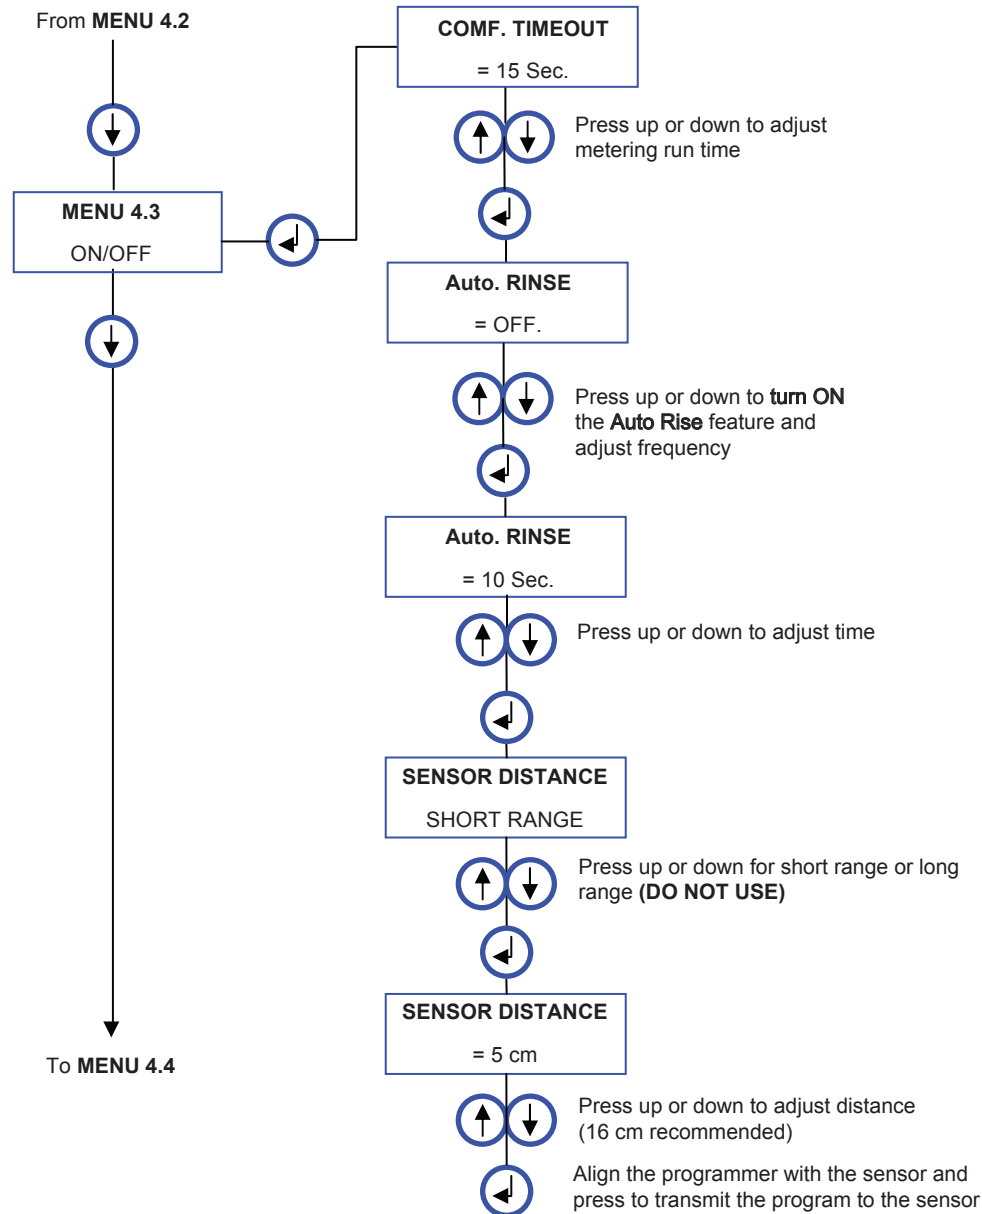 From MENU 4.2
MENU 4.3
ON/OFF
To MENU 4.4
COMF. TIMEOUT
= 15 Sec.
Press up or down to adjust
metering run time
Auto. RINSE
= OFF.
Press up or down to turn ON
the Auto Rise feature and
adjust frequency
Auto. RINSE
= 10 Sec.
Press up or down to adjust time
SENSOR DISTANCE
SHORT RANGE
Press up or down for short range or long
range (DO NOT USE)
SENSOR DISTANCE
= 5 cm
Press up or down to adjust distance
(16 cm recommended)
Align the programmer with the sensor and
press to transmit the program to the sensor